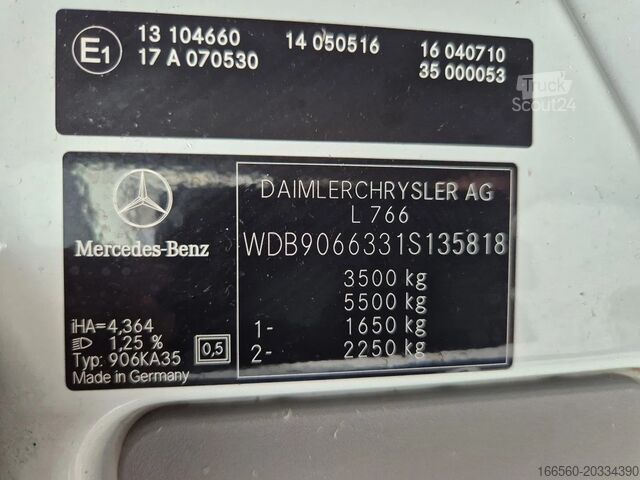 E1 13 104660 14 050516 16 040710
17 A 070530 35 000053
Truck
Scout24
DAIMLERCHRYSLER AG
L 766
Mercedes-Benz WDB9066331S135818
3500 kg
5500 kg
iHA=4,364 1- 1650 kg
1,25 % 0,5 2- 2250 kg
Typ: 906KA35
Made in Germany
166560-20334390